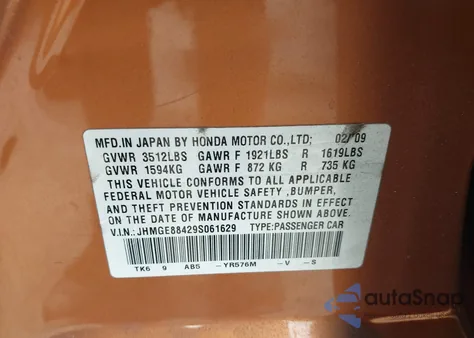 MFD.IN JAPAN BY HONDA MOTOR CO.,LTD; 02/'09
GVWR 3512LBS GAWR F 1921LBS R 1619LBS
GVWR 1594KG GAWR F 872 KG R 735 KG
THIS VEHICLE CONFORMS TO ALL APPLICABLE
FEDERAL MOTOR VEHICLE SAFETY ,BUMPER,
AND THEFT PREVENTION STANDARDS IN EFFECT
ON THE DATE OF MANUFACTURE SHOWN ABOVE.
V.I.N.: JHMGE88429S061629 TYPE:PASSENGER CAR
TK6 9 AB5 -YR576M -V -S
autoSnap